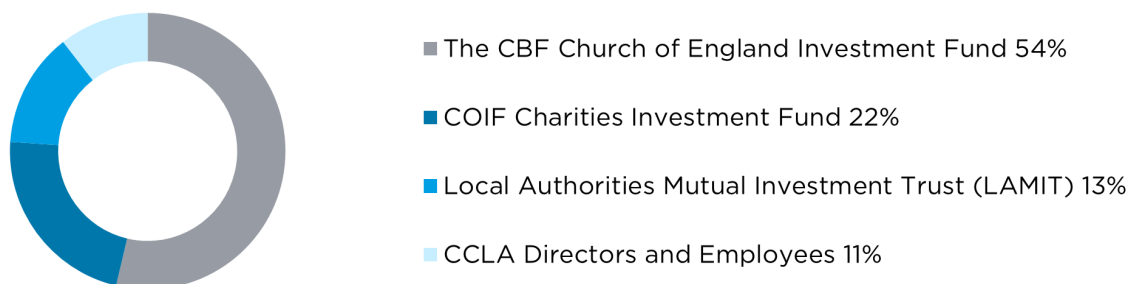 The CBF Church of England Investment Fund 54%
COIF Charities Investment Fund 22%
Local Authorities Mutual Investment Trust (LAMIT) 13%
CCLA Directors and Employees 11%